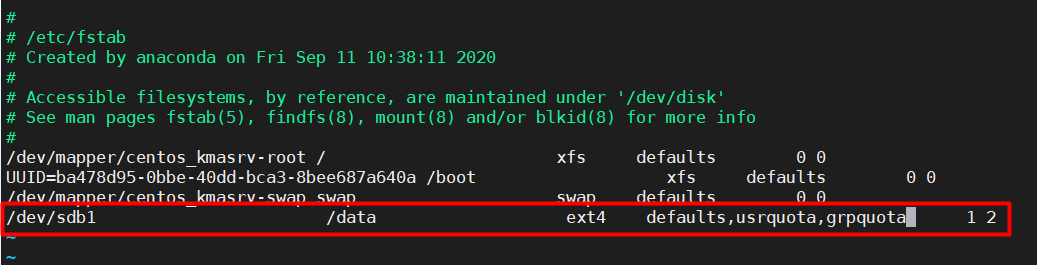 #
# /etc/fstab
# Created by anaconda on Fri Sep 11 10:38:11 2020
#
# Accessible filesystems, by reference, are maintained under '/dev/disk'
# See man pages fstab(5), findfs(8), mount(8) and/or blkid(8) for more info
#
/dev/mapper/centos_kmasrv-root / xfs defaults 0 0
UUID=ba478d95-0bbe-40dd-bca3-8bee687a640a /boot xfs defaults 0 0
/dev/mapper/centos_kmasrv-swap swap swap defaults 0 0
/dev/sdb1 /data ext4 defaults,usrquota,grpquota 1 2
~
~